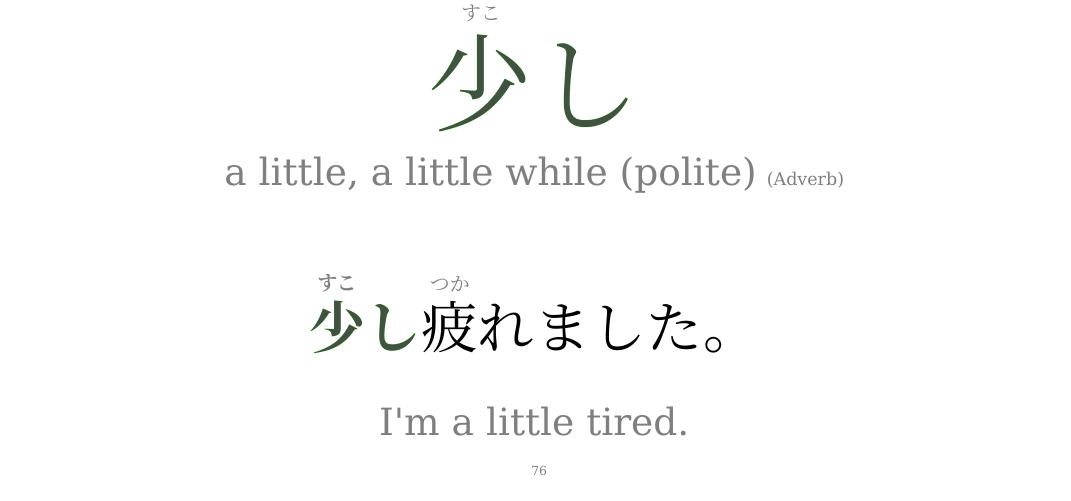 すこ
少し
a little, a little while (polite) (Adverb)
すこ つか
少し疲れました。
I'm a little tired.
76